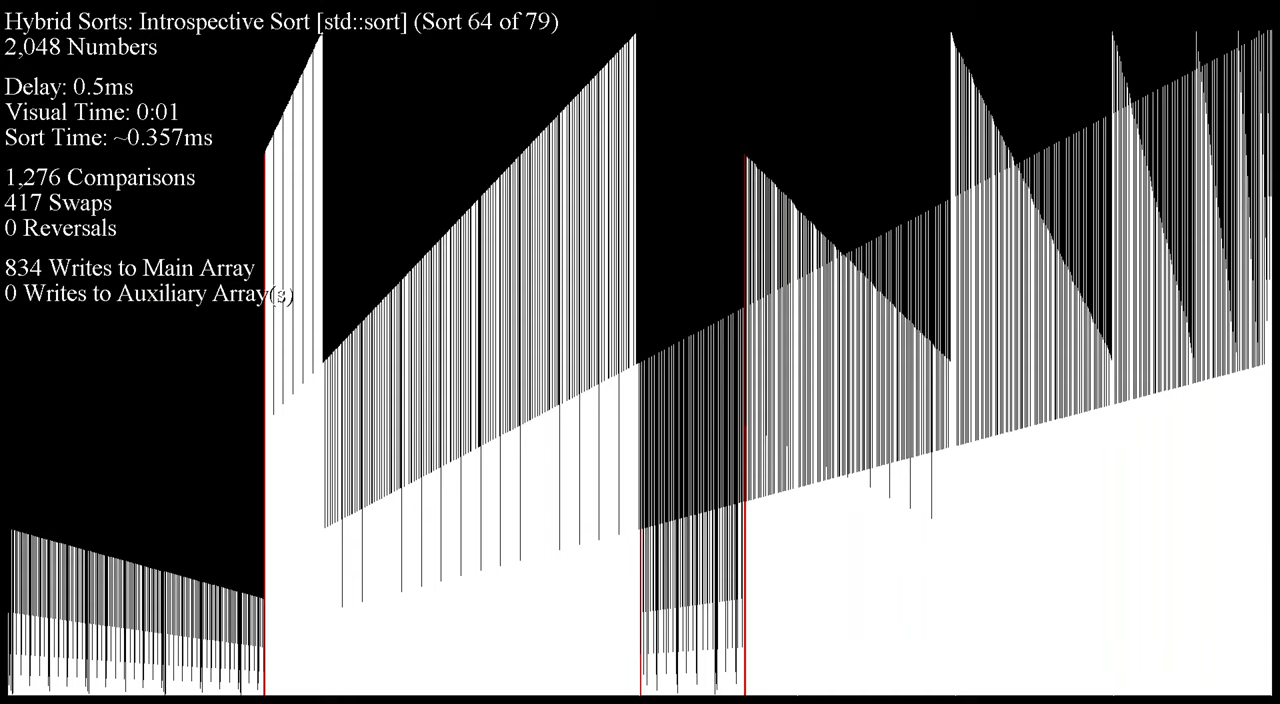 Hybrid Sorts: Introspective Sort [std::sort] (Sort 64 of 79)
2,048 Numbers
Delay: 0.5ms
Visual Time: 0:01
Sort Time: ~0.357ms
1,276 Comparisons
417 Swaps
0 Reversals
834 Writes to Main Array
0 Writes to Auxiliary Array(s)